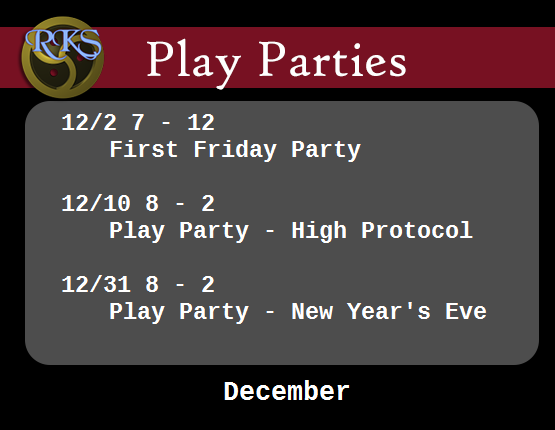 RKS
Play Parties
12/2 7 - 12
First Friday Party
12/10 8 - 2
Play Party - High Protocol
12/31 8 - 2
Play Party - New Year's Eve
December